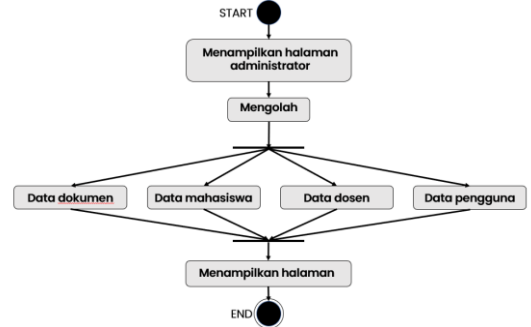 START
Menampilkan halaman
administrator
Mengolah
Data dokumen
Data mahasiswa
Data dosen
Data pengguna
Menampilkan halaman
END